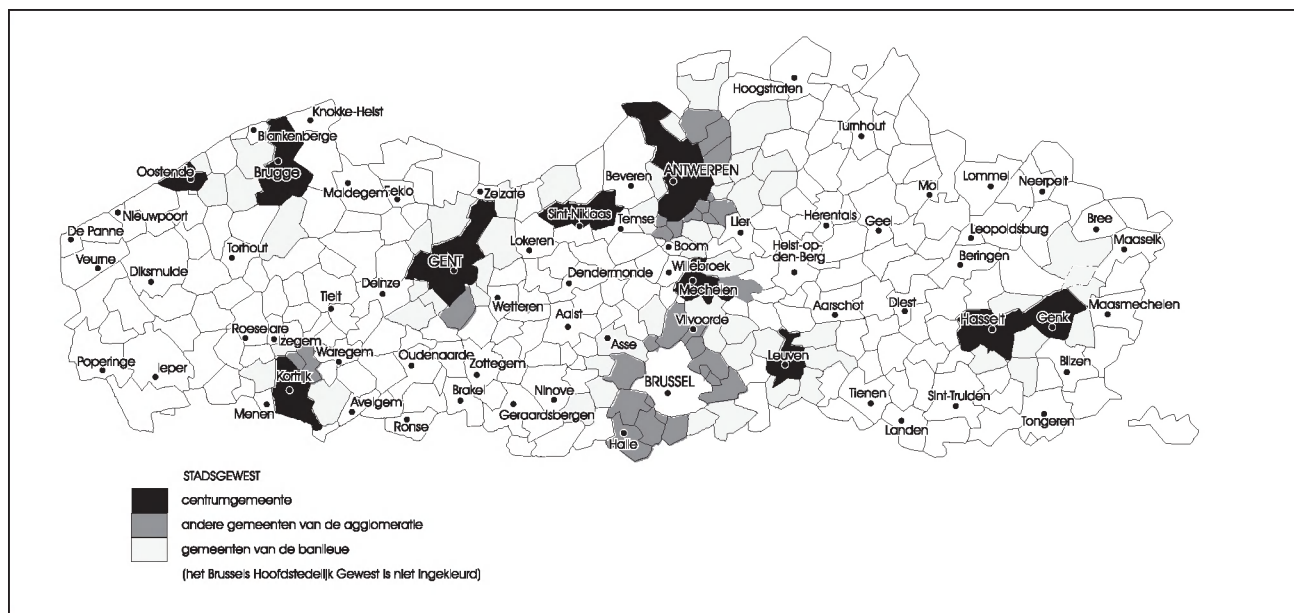 Hoogstraten
Knokke-Heist
Turnhout
Blankenberge
Oostende
Brugge
ANTWERPEN
Beveren
Mol
Lommel
Neerpelt
Maldegem
Eeklo
Zelzate
Nieuwpoort
Sint-Niklaas
Temse
Lier
Herentals
Geel
Bree
De Panne
Leopoldsburg
Maaseik
Veurne
Torhout
Lokeren
Boom
Heist-op-
den-Berg
Beringen
GENT
Willebroek
Diksmulde
Dendermonde
Mechelen
Deinze
Tielt
Wetteren
Aarschot
Diest
Maasmechelen
Aalst
Vilvoorde
Hasselt
Genk
Roeselare
Izegem
Asse
Waregem
Oudenaarde
Leuven
Bilzen
Poperinge
Ieper
Zottegem
Kortrijk
BRUSSEL
Brakel
Ninove
Tienen
Sint-Truiden
Menen
Avelgem
Geraardsbergen
Ronse
Landen
Tongeren
Halle
STADSGEWEST
centrumgemeente
andere gemeenten van de agglomeratie
gemeenten van de banlieue
(het Brussels Hoofdstedelijk Gewest is niet ingekleurd)